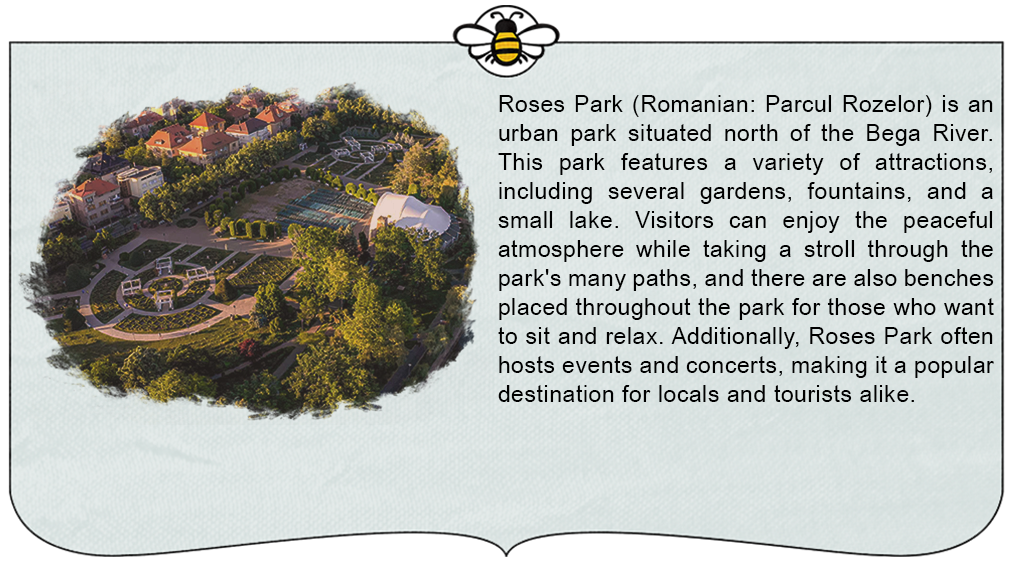 Roses Park (Romanian: Parcul Rozelor) is an
urban park situated north of the Bega River.
This park features a variety of attractions,
including several gardens, fountains, and a
small lake. Visitors can enjoy the peaceful
atmosphere while taking a stroll through the
park's many paths, and there are also benches
placed throughout the park for those who want
to sit and relax. Additionally, Roses Park often
hosts events and concerts, making it a popular
destination for locals and tourists alike.